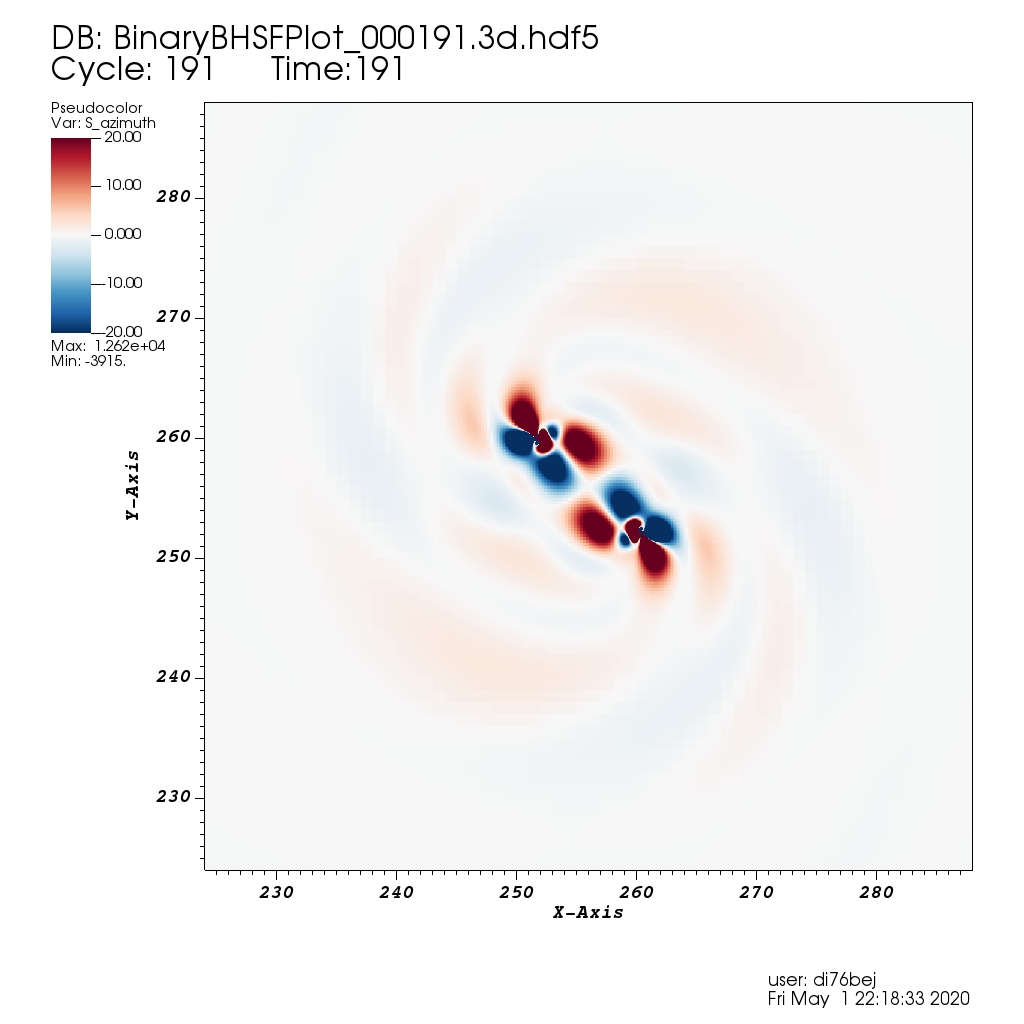 DB: BinaryBHSFPlot_000191.3d.hdf5
Cycle: 191 Time:191
Pseudocolor
Var: S_azimuth
20.00
10.00
0.000
-10.00
-20.00
Max: 1.262e+04
Min: -3915.
280
270
260
250
240
230
Y-Axis
230 240 250 260 270 280
X-Axis
user: di76bej
Fri May 1 22:18:33 2020